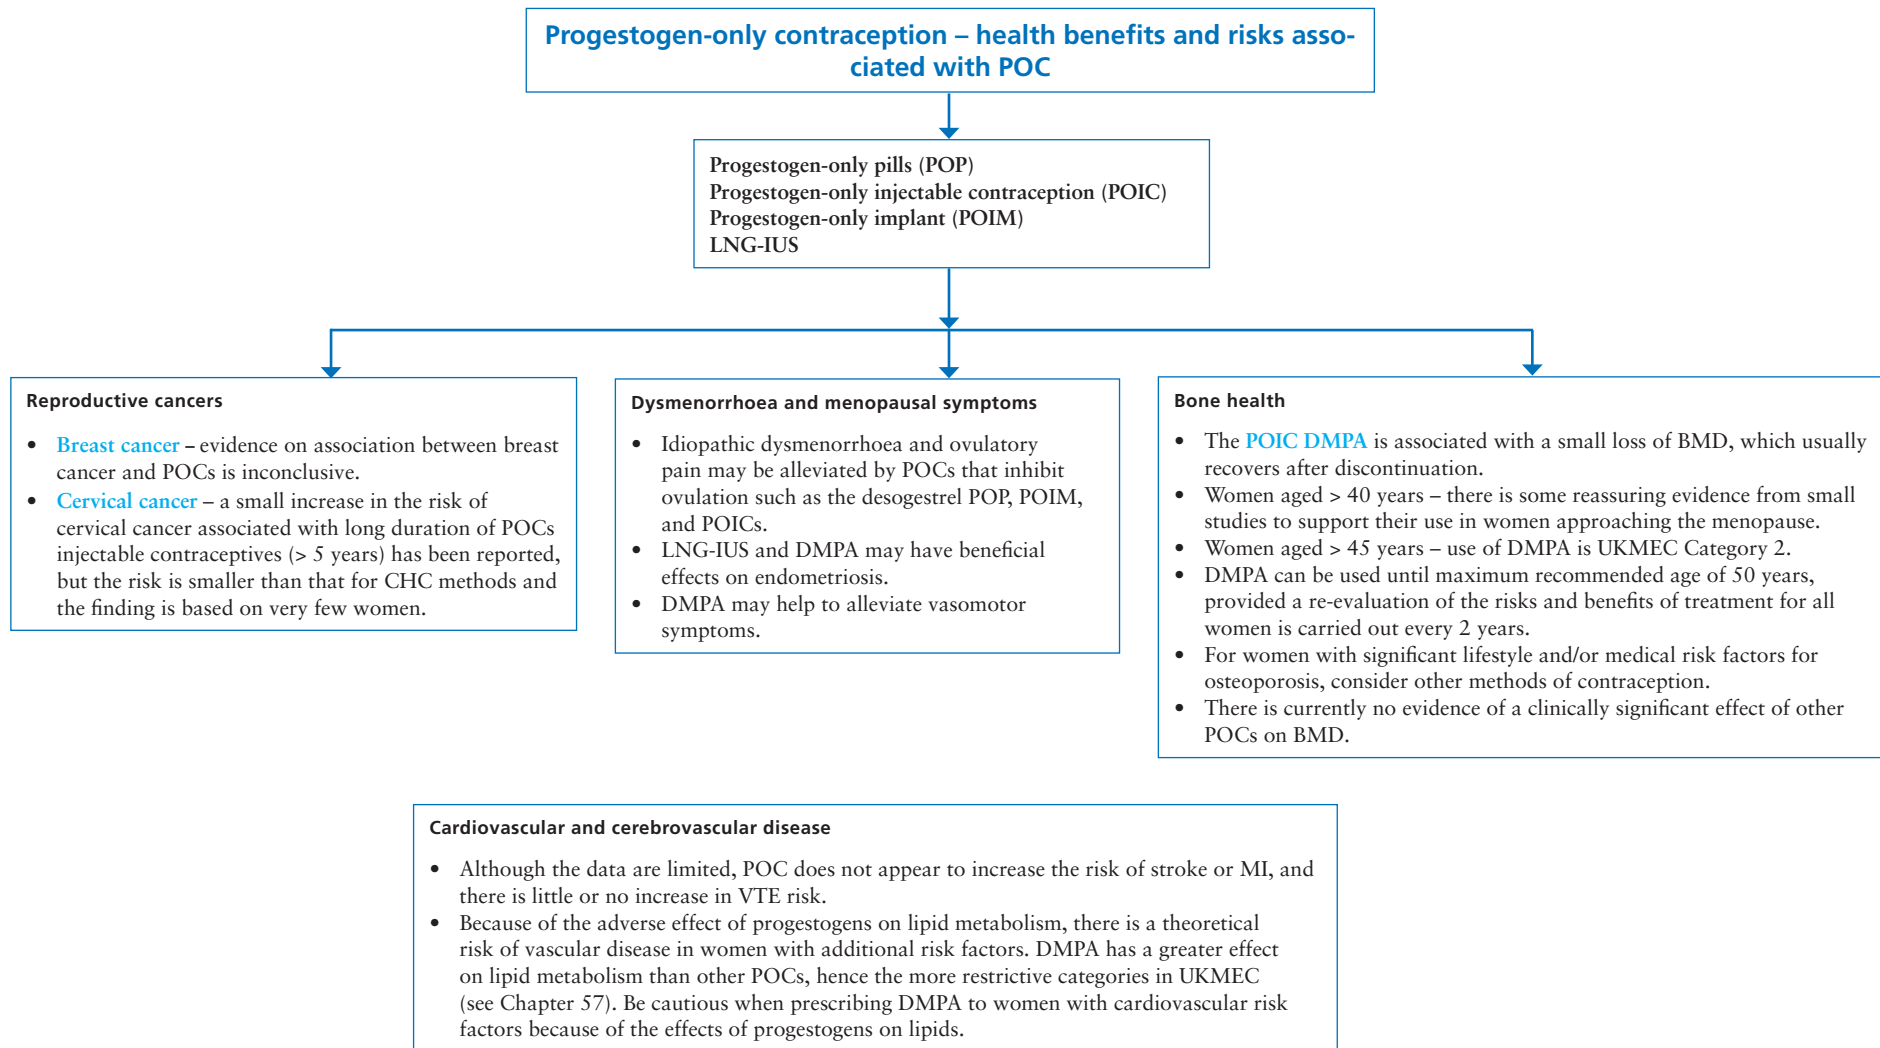 Progestogen-only contraception – health benefits and risks asso-
ciated with POC
Progestogen-only pills (POP)
Progestogen-only injectable contraception (POIC)
Progestogen-only implant (POIM)
LNG-IUS
Reproductive cancers
• Breast cancer – evidence on association between breast
cancer and POCs is inconclusive.
• Cervical cancer – a small increase in the risk of
cervical cancer associated with long duration of POCs
injectable contraceptives (> 5 years) has been reported,
but the risk is smaller than that for CHC methods and
the finding is based on very few women.
Dysmenorrhoea and menopausal symptoms
• Idiopathic dysmenorrhoea and ovulatory
pain may be alleviated by POCs that inhibit
ovulation such as the desogestrel POP, POIM,
and POICs.
• LNG-IUS and DMPA may have beneficial
effects on endometriosis.
• DMPA may help to alleviate vasomotor
symptoms.
Bone health
• The POIC DMPA is associated with a small loss of BMD, which usually
recovers after discontinuation.
• Women aged > 40 years – there is some reassuring evidence from small
studies to support their use in women approaching the menopause.
• Women aged > 45 years – use of DMPA is UKMEC Category 2.
• DMPA can be used until maximum recommended age of 50 years,
provided a re-evaluation of the risks and benefits of treatment for all
women is carried out every 2 years.
• For women with significant lifestyle and/or medical risk factors for
osteoporosis, consider other methods of contraception.
• There is currently no evidence of a clinically significant effect of other
POCs on BMD.
Cardiovascular and cerebrovascular disease
• Although the data are limited, POC does not appear to increase the risk of stroke or MI, and
there is little or no increase in VTE risk.
• Because of the adverse effect of progestogens on lipid metabolism, there is a theoretical
risk of vascular disease in women with additional risk factors. DMPA has a greater effect
on lipid metabolism than other POCs, hence the more restrictive categories in UKMEC
(see Chapter 57). Be cautious when prescribing DMPA to women with cardiovascular risk
factors because of the effects of progestogens on lipids.